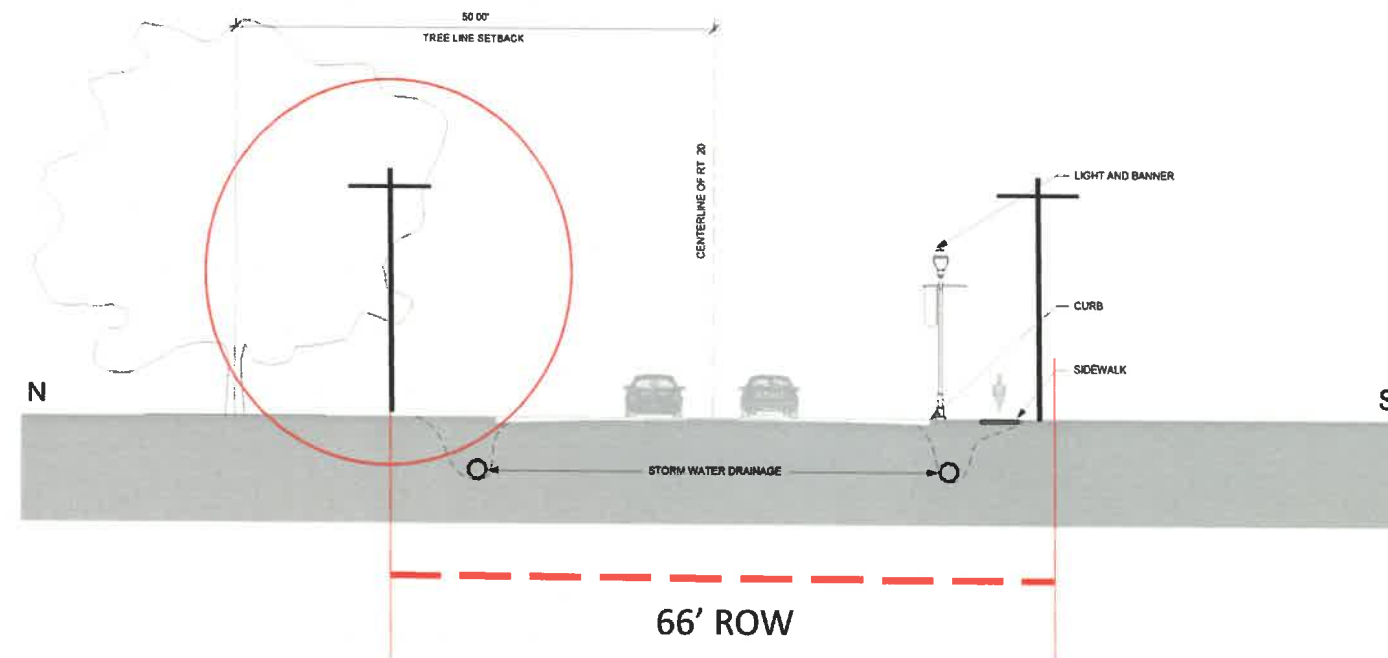 50 00"
TREE LINE SETBACK
CENTERLINE OF RT 20
LIGHT AND BANNER
CURB
SIDEWALK
N
S
STORM WATER DRAINAGE
66' ROW